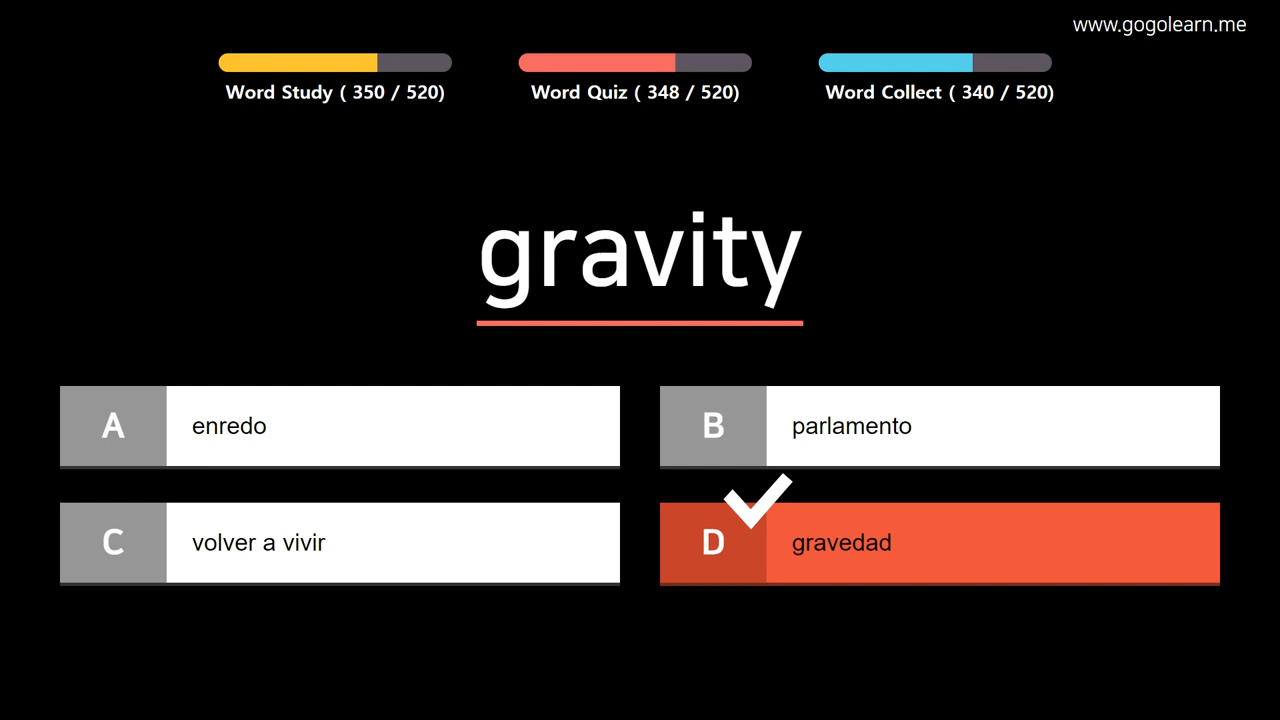 www.gogolearn.me
Word Study ( 350 / 520)
Word Quiz ( 348 / 520)
Word Collect ( 340 / 520)
gravity
A
enredo
B
parlamento
C
volver a vivir
D
gravedad